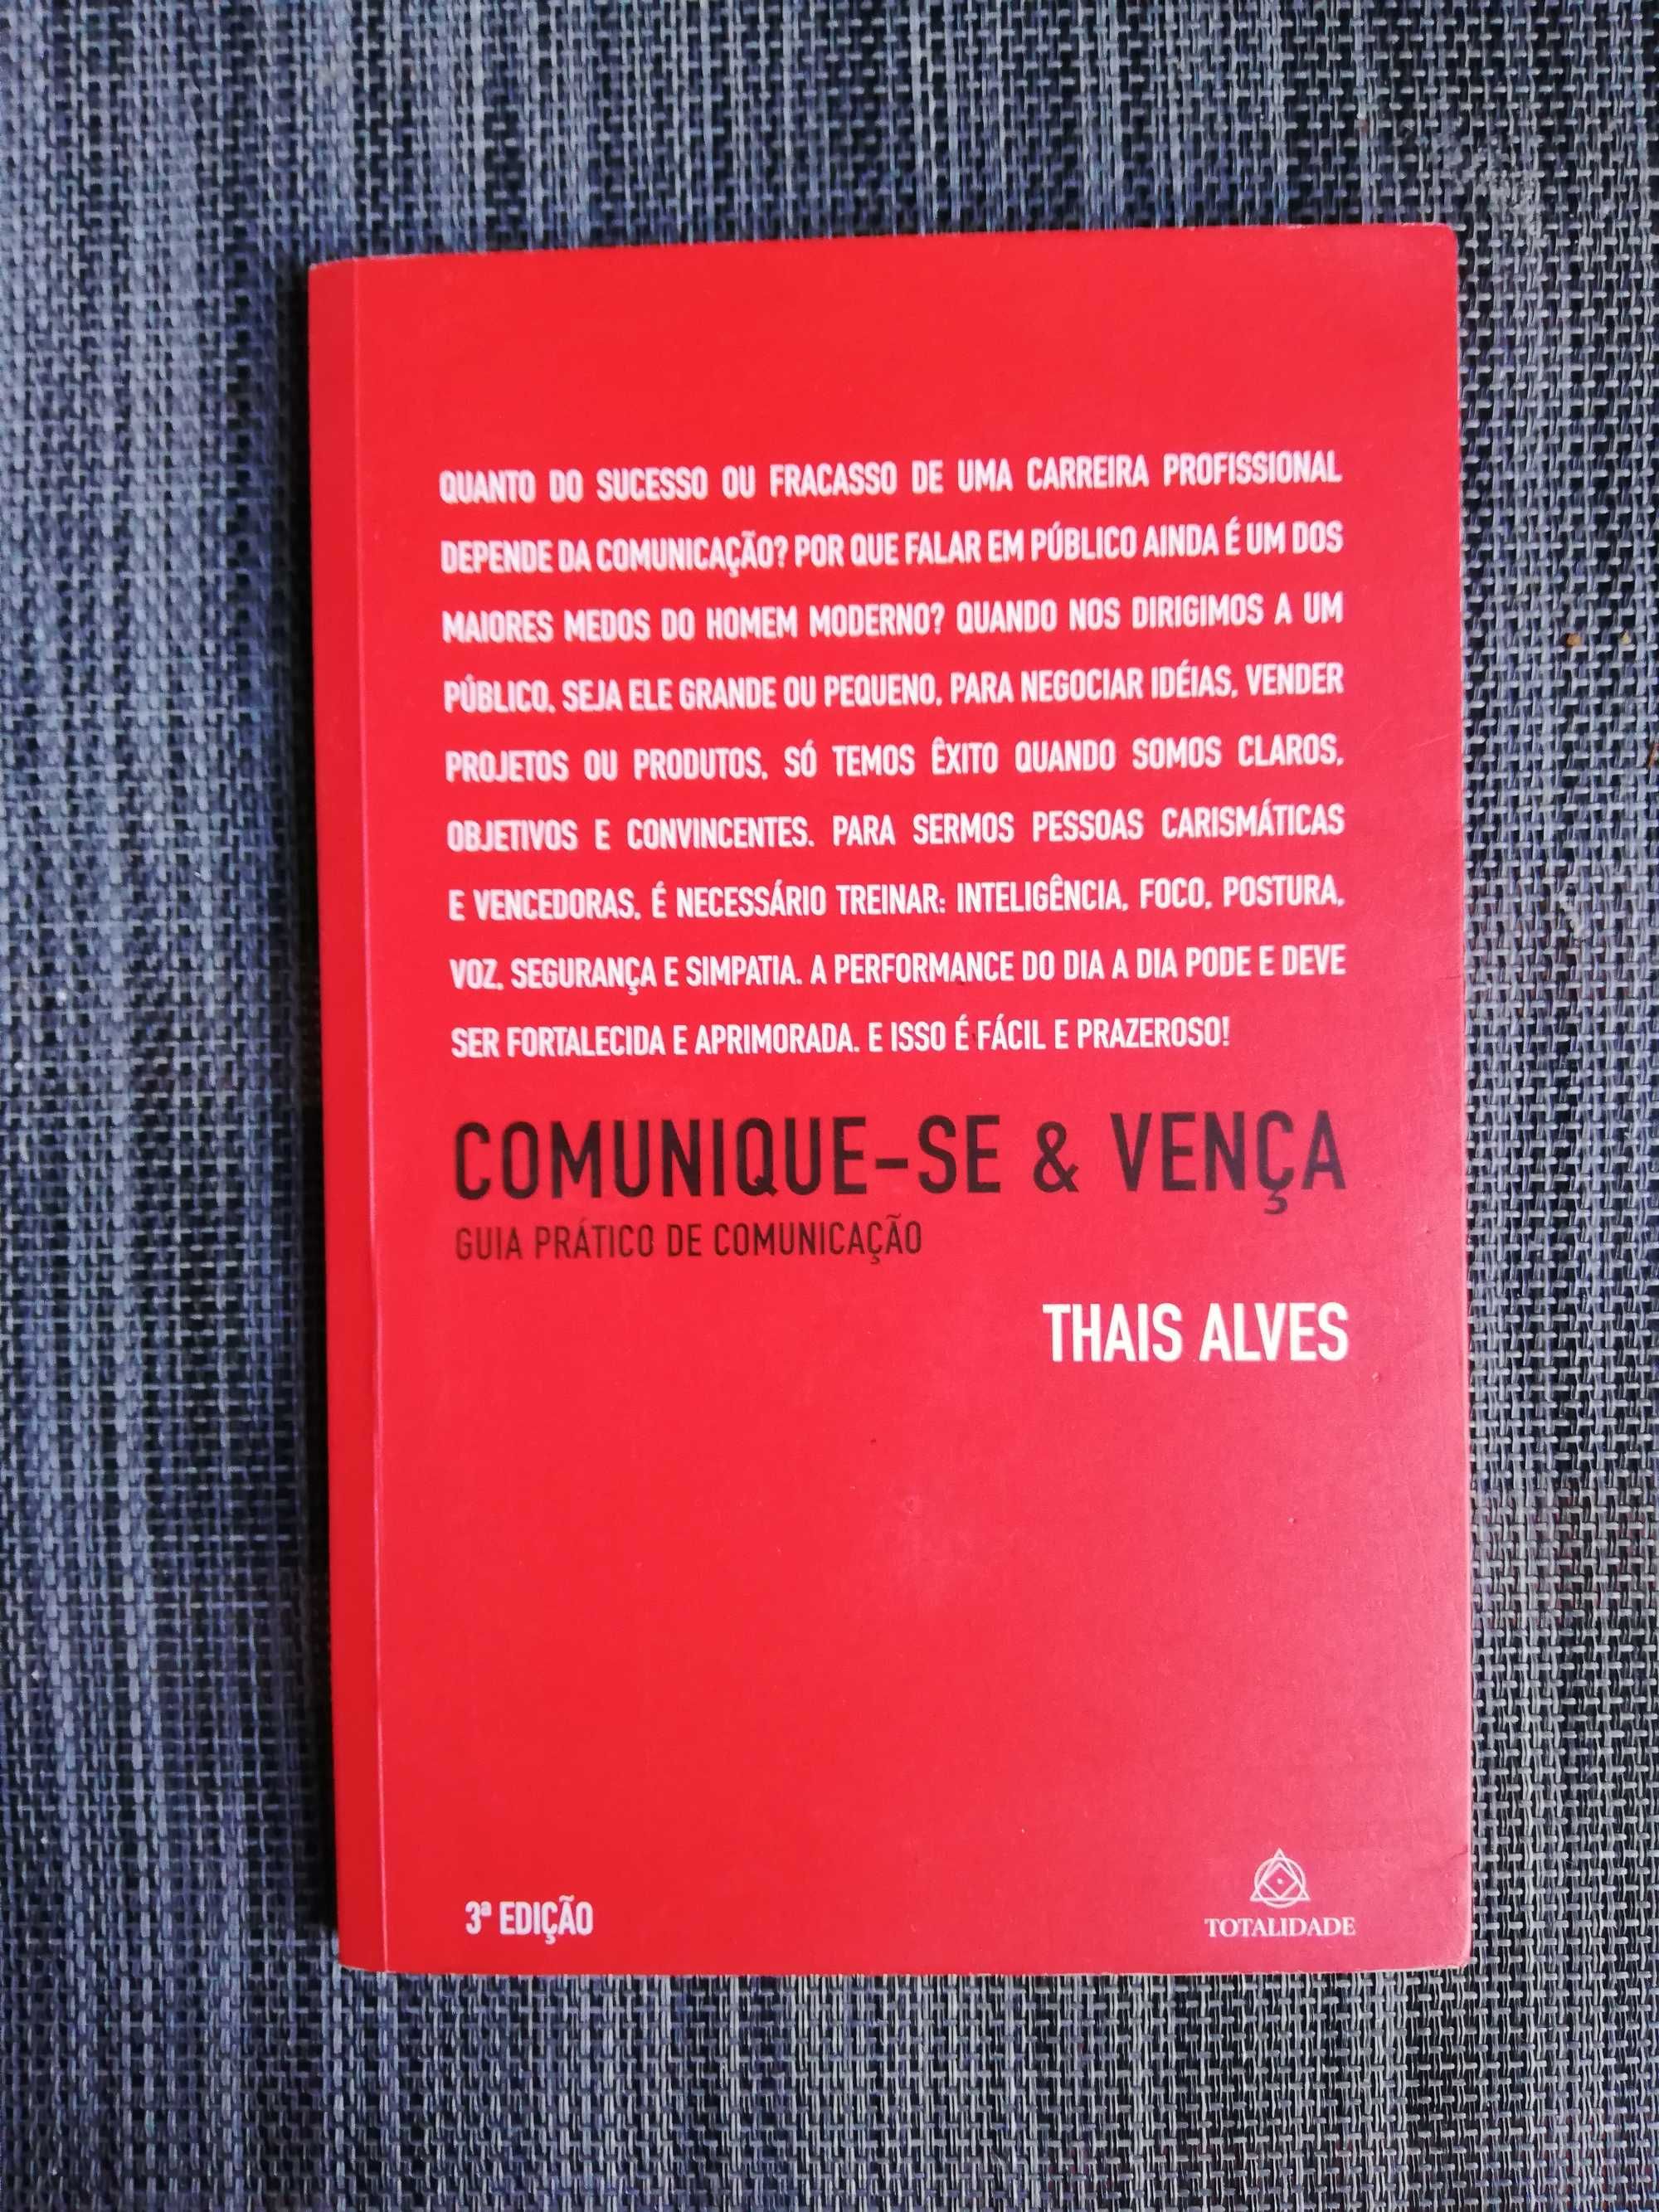 QUANTO DO SUCESSO OU FRACASSO DE UMA CARREIRA PROFISSIONAL
DEPENDE DA COMUNICAÇÃO? POR QUE FALAR EM PÚBLICO AINDA É UM DOS
MAIORES MEDOS DO HOMEM MODERNO? QUANDO NOS DIRIGIMOS A UM
PÚBLICO, SEJA ELE GRANDE OU PEQUENO, PARA NEGOCIAR IDÉIAS, VENDER
PROJETOS OU PRODUTOS, SÓ TEMOS ÊXITO QUANDO SOMOS CLAROS,
OBJETIVOS E CONVINCENTES. PARA SERMOS PESSOAS CARISMÁTICAS
E VENCEDORAS, É NECESSÁRIO TREINAR: INTELIGÊNCIA, FOCO, POSTURA,
VOZ, SEGURANÇA E SIMPATIA. A PERFORMANCE DO DIA A DIA PODE E DEVE
SER FORTALECIDA E APRIMORADA. E ISSO É FÁCIL E PRAZEROSO!
COMUNIQUE-SE & VENÇA
GUIA PRÁTICO DE COMUNICAÇÃO
THAIS ALVES
3ª EDIÇÃO
TOTALIDADE